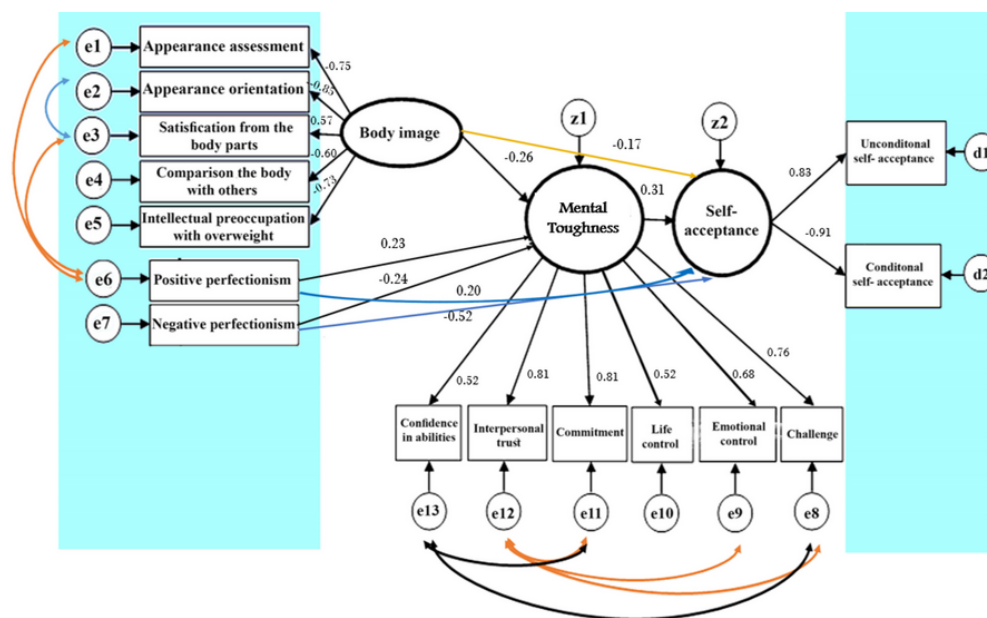 e1
Appearance assessment
-0.75
e2
Appearance orientation
-0.85
e3
Satisfication from the
body parts
0.57
Body image
e4
Comparison the body
with others
-0.60
e5
Intellectual preoccupation
with overweight
-0.73
z1
z2
-0.17
-0.26
Mental
Toughness
0.31
Self-
acceptance
0.83
Unconditonal
self- acceptance
d1
-0.91
Conditonal
self- acceptance
d2
e6
Positive perfectionism
0.23
-0.24
0.20
e7
Negative perfectionism
-0.52
0.52
0.81
0.81
0.52
0.68
0.76
Confidence
in abilities
Interpersonal
trust
Commitment
Life
control
Emotional
control
Challenge
e13
e12
e11
e10
e9
e8